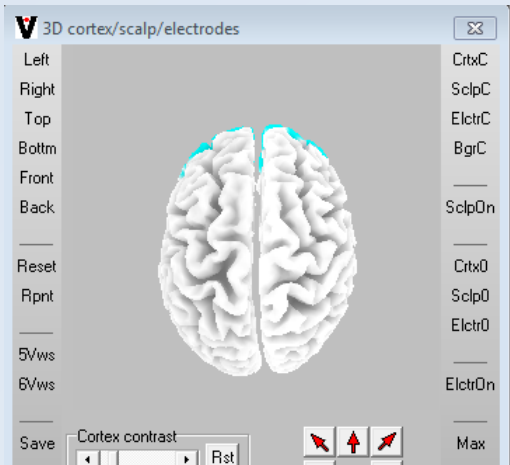 3D cortex/scalp/electrodes
Left
Right
Top
Bottm
Front
Back
Reset
Rpnt
5Vws
6Vws
Save
Cortex contrast
Rst
CrtxC
SclpC
ElctrC
BgrC
SclpOn
Crtx0
Sclp0
Elctr0
ElctrOn
Max